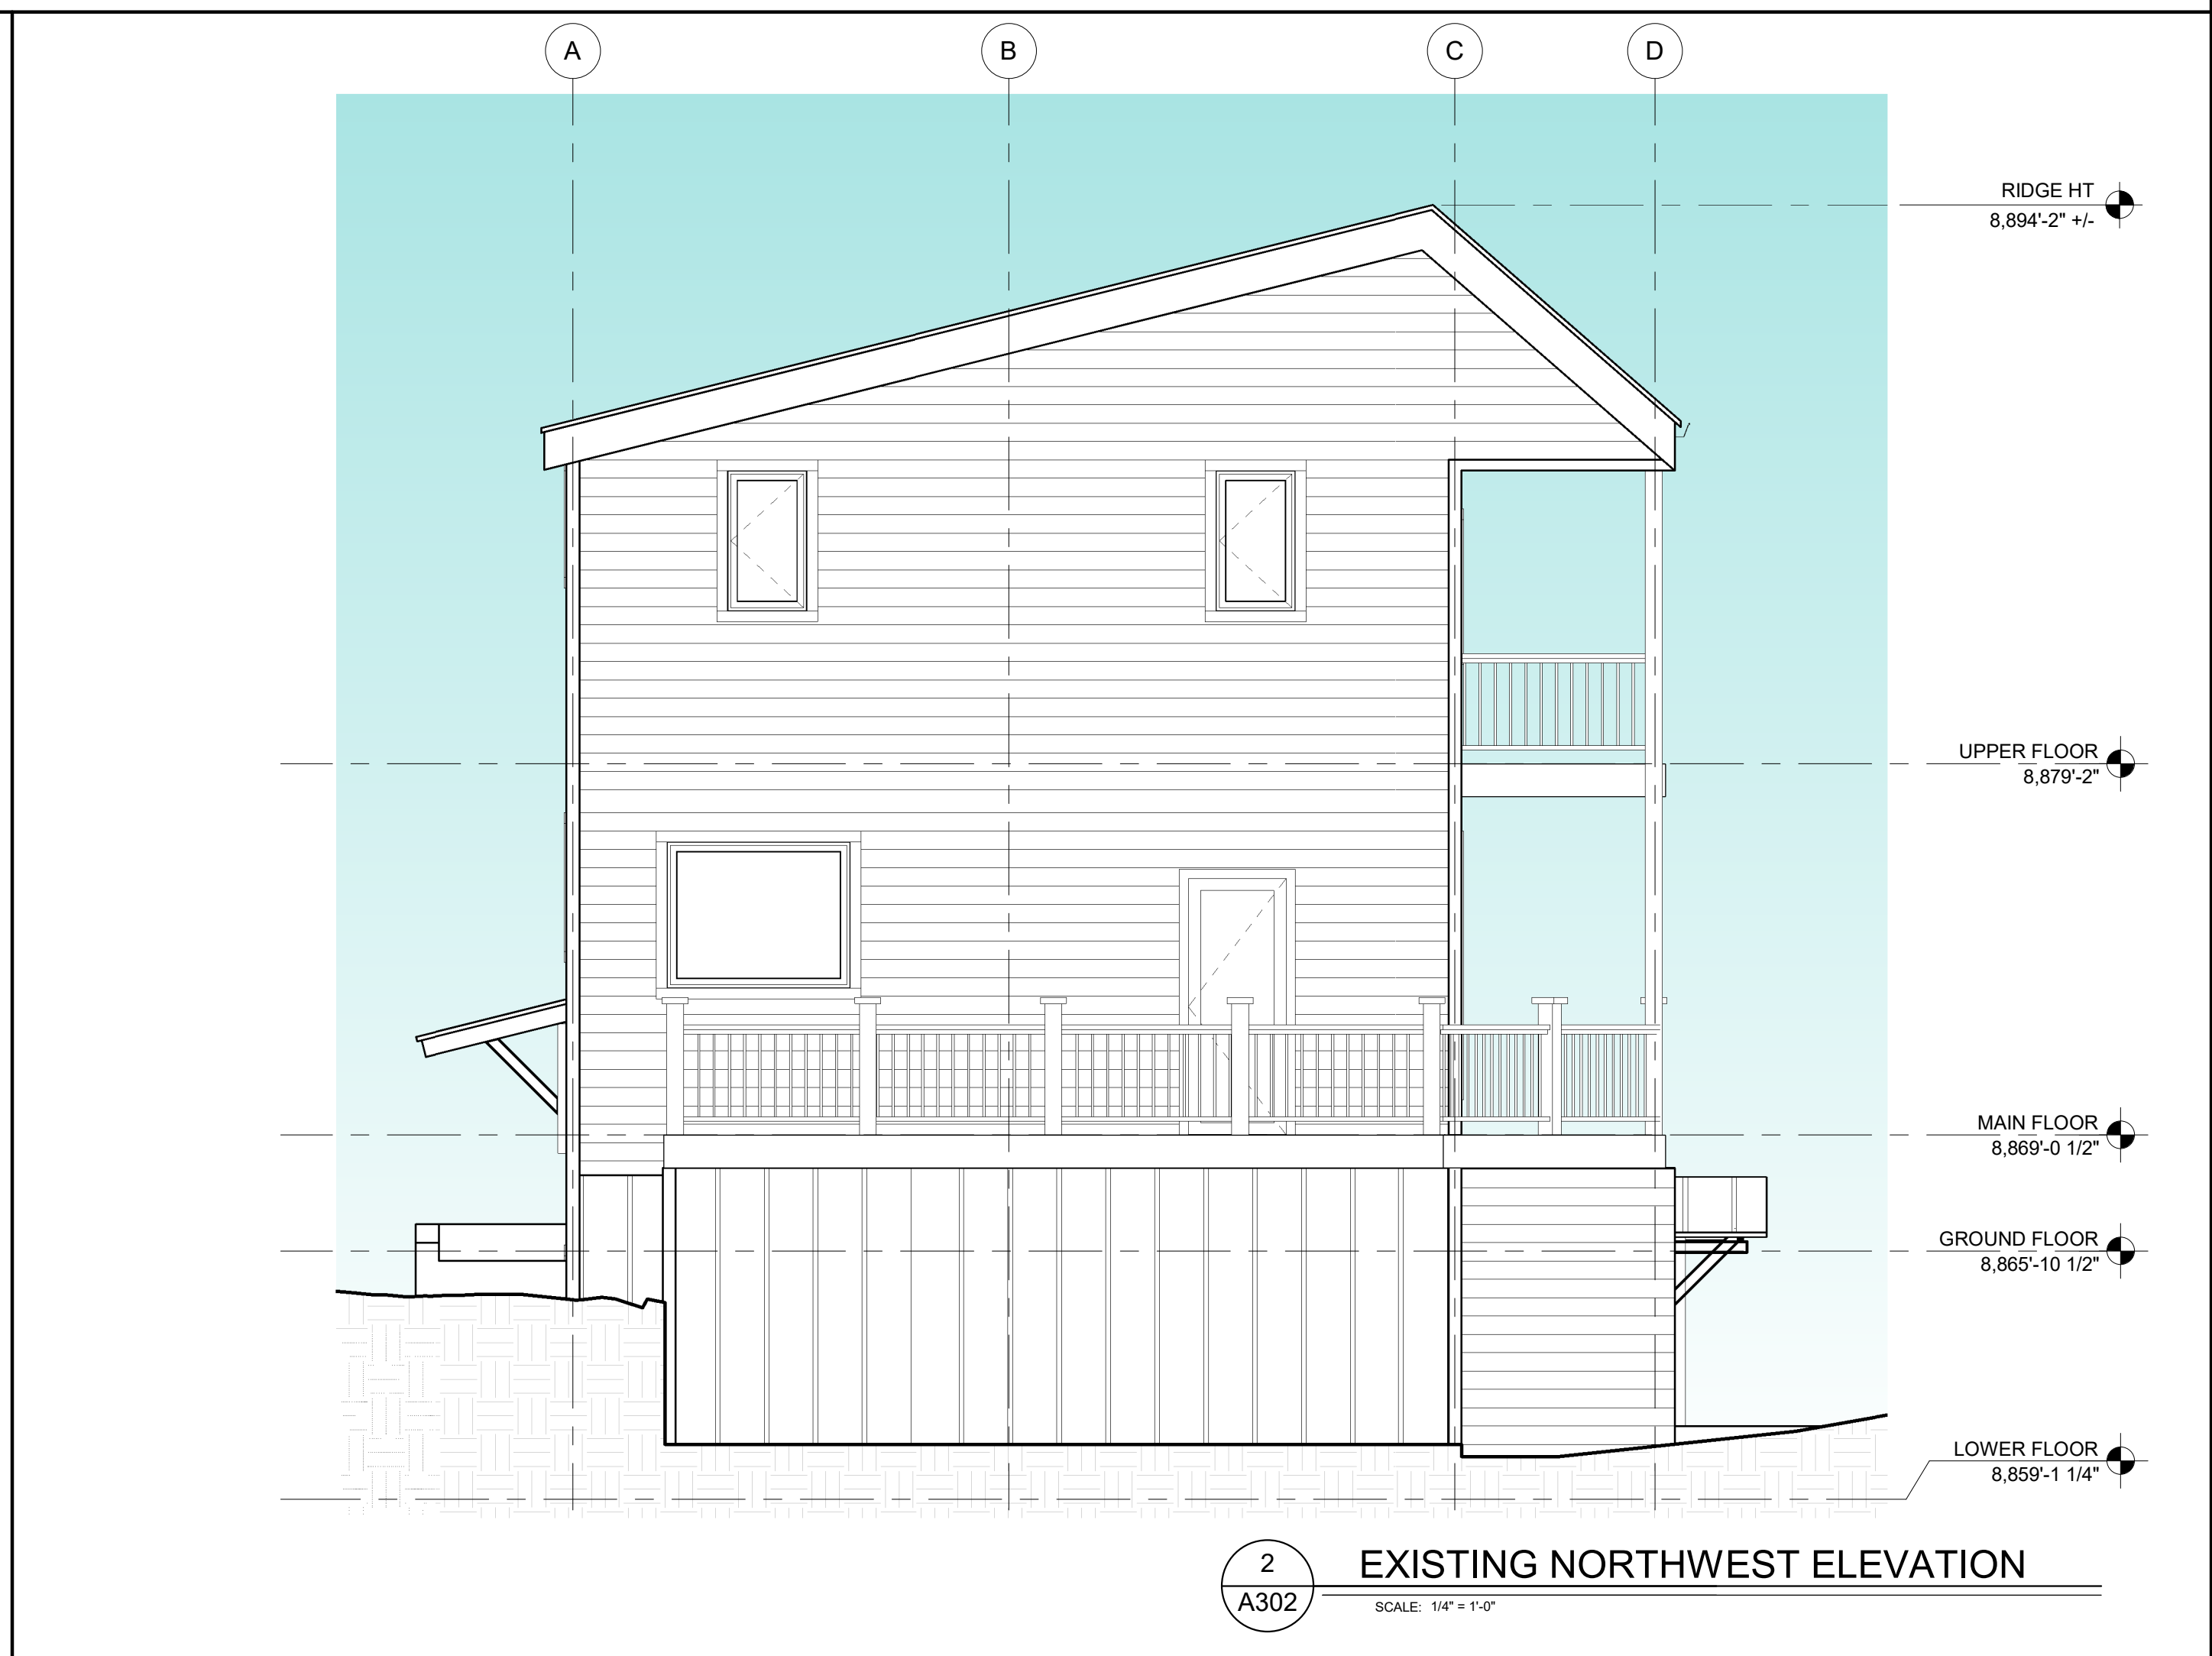 A
B
C
D
RIDGE HT
8,894'-2" +/-
UPPER FLOOR
8,879'-2"
MAIN FLOOR
8,869'-0 1/2"
GROUND FLOOR
8,865'-10 1/2"
LOWER FLOOR
8,859'-1 1/4"
2
A302
EXISTING NORTHWEST ELEVATION
SCALE: 1/4" = 1'-0"